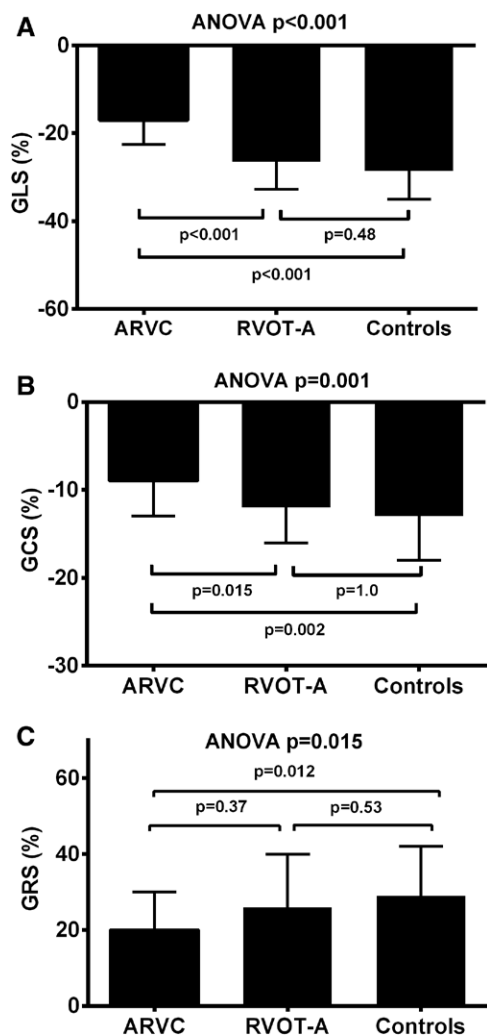 A
ANOVA p<0.001
GLS (%)
0
-20
-40
-60
p<0.001
p=0.48
p<0.001
ARVC RVOT-A Controls
B
ANOVA p=0.001
GCS (%)
0
-10
-20
-30
p=0.015
p=1.0
p=0.002
ARVC RVOT-A Controls
C
ANOVA p=0.015
GRS (%)
60
40
20
0
p=0.012
p=0.37
p=0.53
ARVC RVOT-A Controls